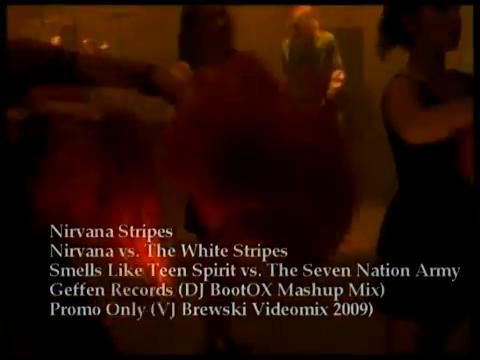 Nirvana Stripes
Nirvana vs. The White Stripes
Smells Like Teen Spirit vs. The Seven Nation Army
Geffen Records (DJ BootOX Mashup Mix)
Promo Only (VJ Brewski Videomix 2009)